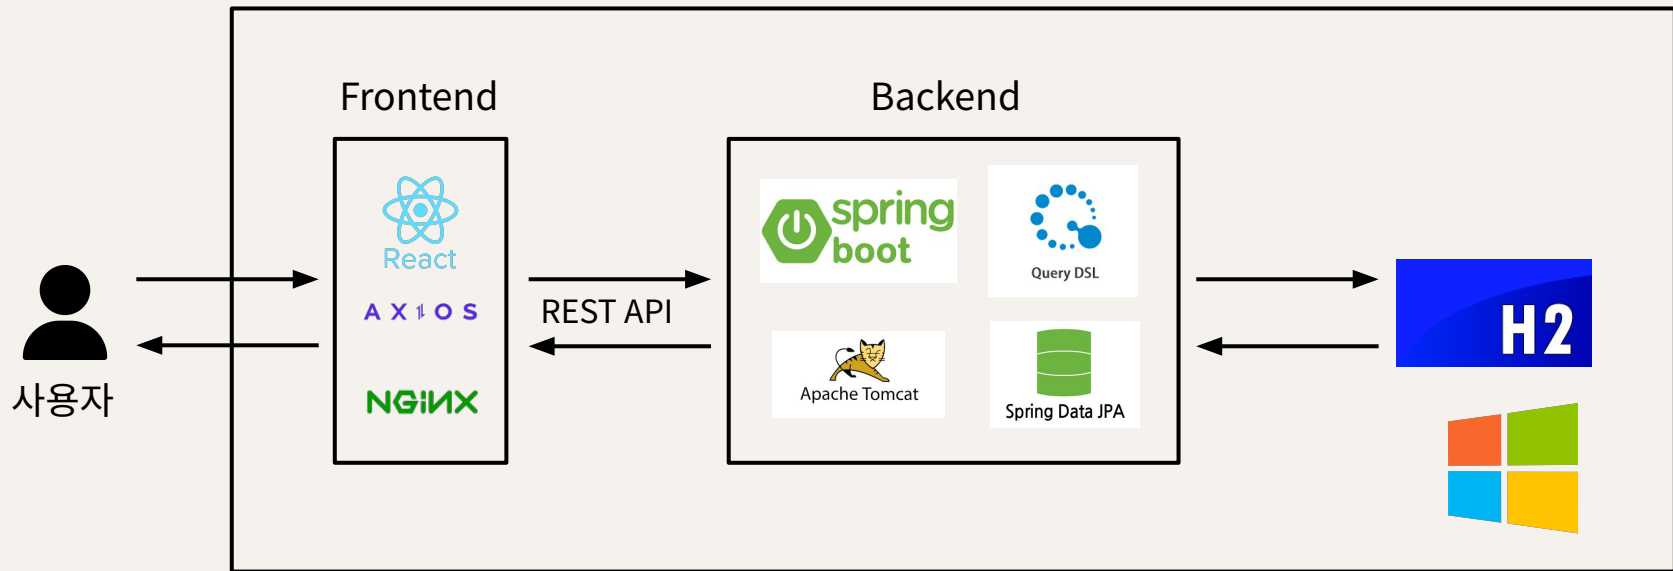 Frontend
Backend
React
AXIOS
NGINX
REST API
spring
boot
Query DSL
Apache Tomcat
Spring Data JPA
H2
사용자